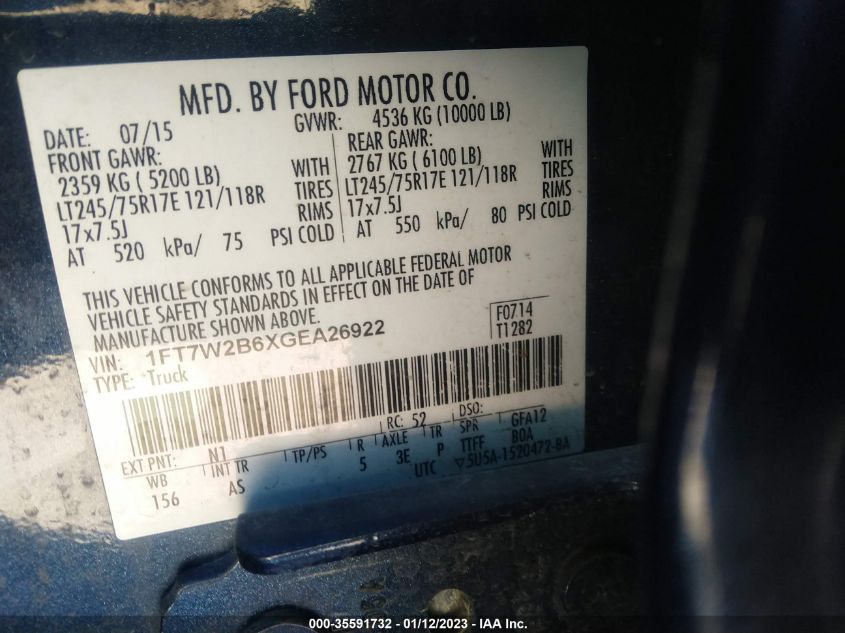 MFD. BY FORD MOTOR CO.
DATE: 07/15 GVWR: 4536 KG (10000 LB)
FRONT GAWR: REAR GAWR:
2359 KG ( 5200 LB) WITH 2767 KG ( 6100 LB) WITH
LT245/75R17E 121/118R TIRES LT245/75R17E 121/118R TIRES
17x7.5J RIMS 17x7.5J RIMS
AT 520 kPa/ 75 PSI COLD AT 550 kPa/ 80 PSI COLD
THIS VEHICLE CONFORMS TO ALL APPLICABLE FEDERAL MOTOR
VEHICLE SAFETY STANDARDS IN EFFECT ON THE DATE OF
MANUFACTURE SHOWN ABOVE.
F0714
T1282
VIN: 1FT7W2B6XGEA26922
TYPE: Truck
EXT PNT: N1 RC: 52 DSO:
WB INT TR TP/PS R AXLE TR SPR GFA12
156 AS 5 3E P TTFF BOA
UTC ▽5U5A-1520472-BA
000-35591732 - 01/12/2023 - IAA Inc.